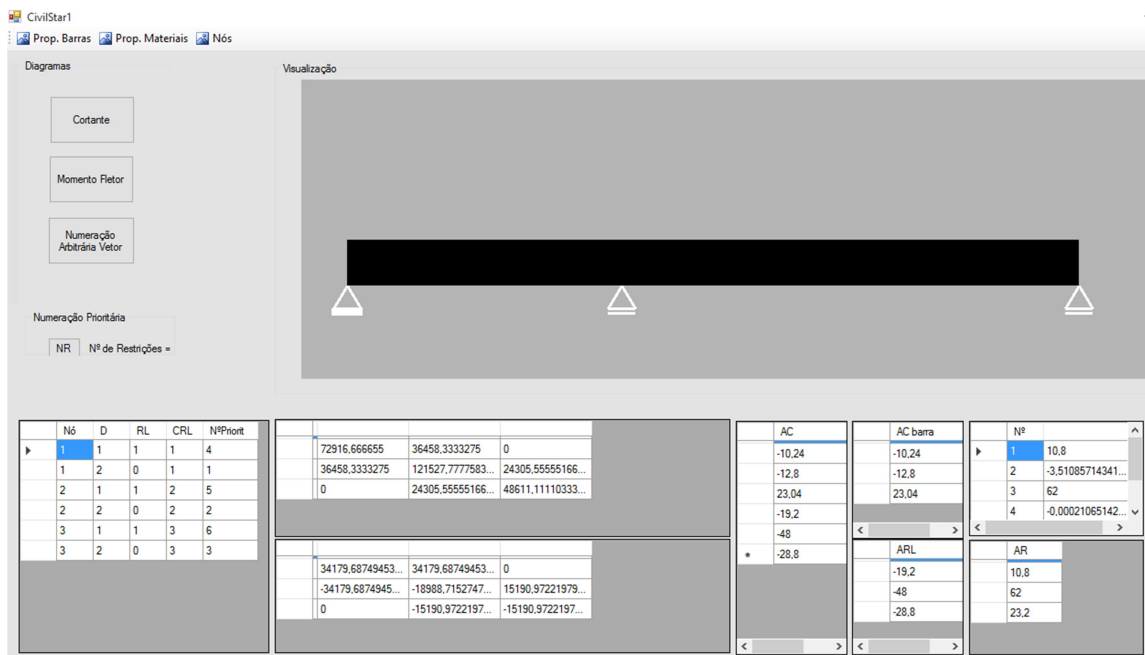 CivilStar1
Prop. Barras Prop. Materiais Nós
Diagramas
Visualização
Cortante
Momento Fletor
Numeração
Arbitrária Vetor
Numeração Prioritária
NR Nº de Restrições =
Nó D RL CRL NºPriorit
1 1 1 1 4
1 2 0 1 1
2 1 1 2 5
2 2 0 2 2
3 1 1 3 6
3 2 0 3 3
72916,666655 36458,3333275 0
36458,3333275 121527,7777583... 24305,55555166...
0 24305,55555166... 48611,11110333...
34179,68749453... 34179,68749453... 0
-34179,6874945... -18988,7152747... 15190,97221979...
0 -15190,9722197... -15190,9722197...
AC
-10,24
-12,8
23,04
-19,2
-48
* -28,8
AC barra
-10,24
-12,8
23,04
ARL
-19,2
-48
-28,8
Nº
1 10,8
2 -3,51085714341...
3 62
4 -0,00021065142...
AR
10,8
62
23,2